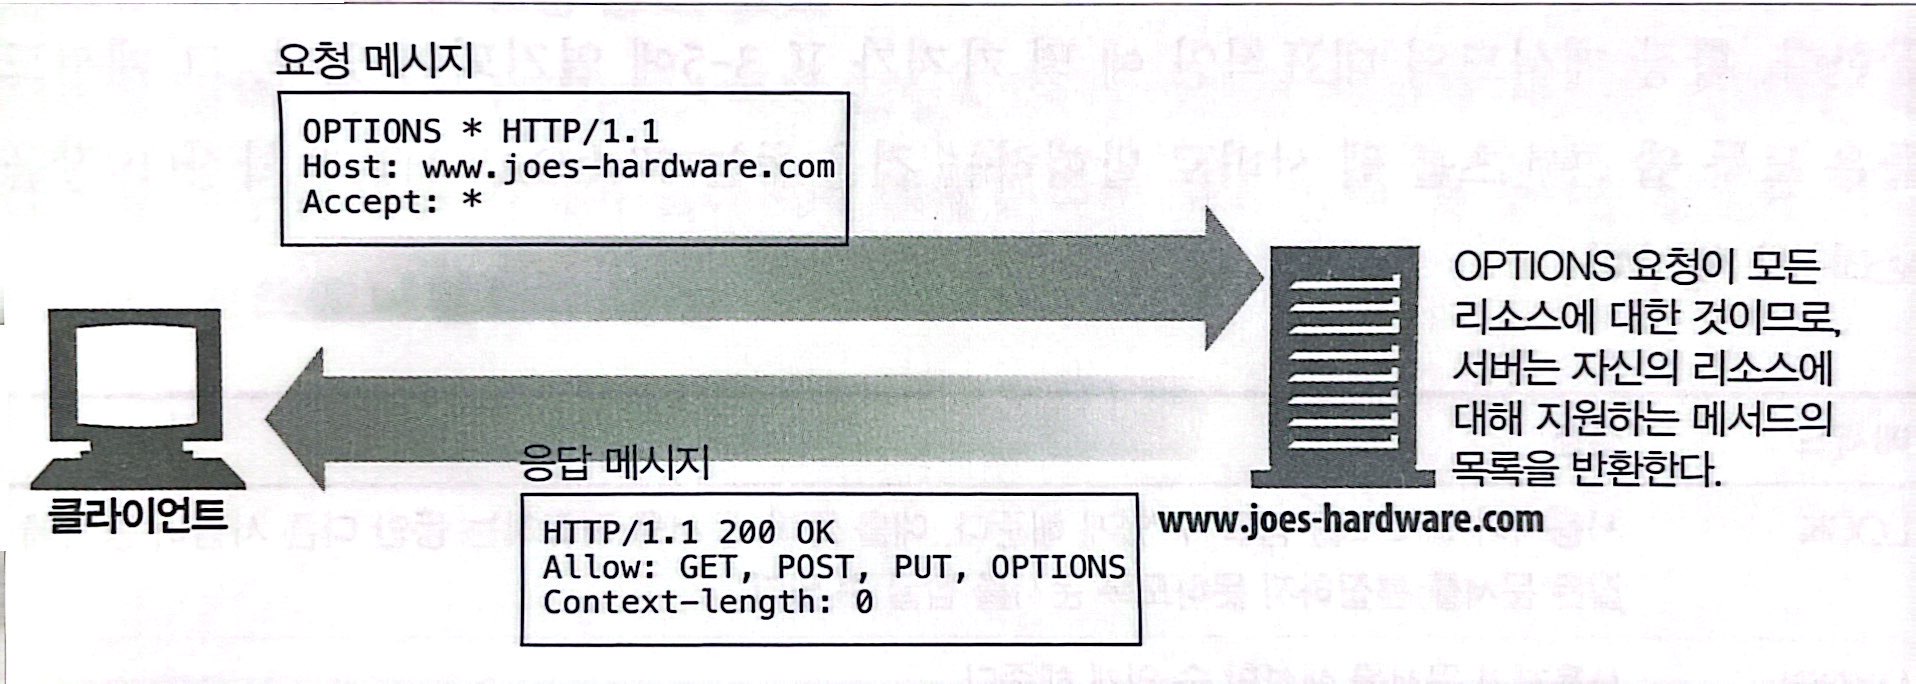 요청 메시지
OPTIONS * HTTP/1.1
Host: www.joes-hardware.com
Accept: *
OPTIONS 요청이 모든
리소스에 대한 것이므로,
서버는 자신의 리소스에
대해 지원하는 메서드의
목록을 반환한다.
클라이언트
www.joes-hardware.com
응답 메시지
HTTP/1.1 200 OK
Allow: GET, POST, PUT, OPTIONS
Context-length: 0